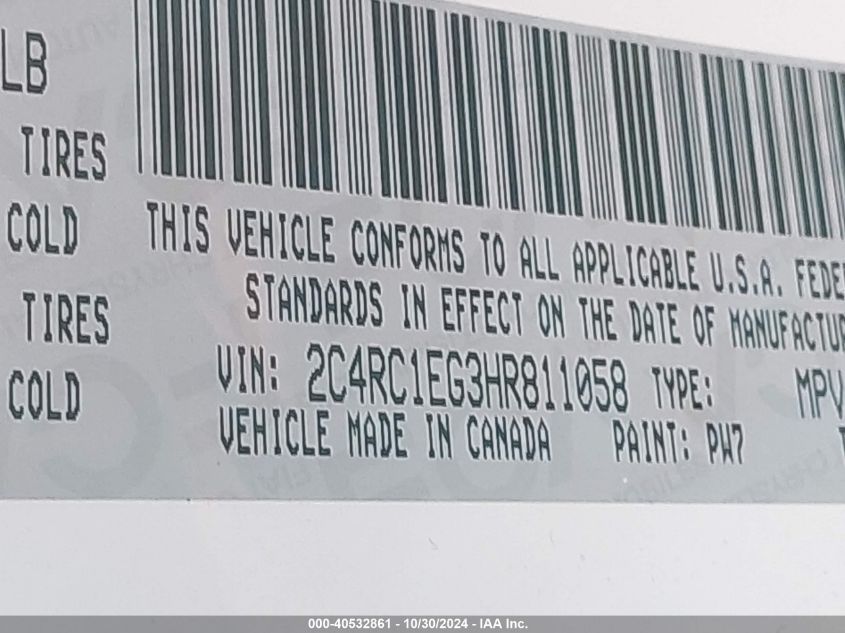 LB
TIRES
COLD
TIRES
COLD
THIS VEHICLE CONFORMS TO ALL APPLICABLE U.S.A. FEDE
STANDARDS IN EFFECT ON THE DATE OF MANUFACTU
VIN: 2C4RC1EG3HR811058 TYPE: MPV
VEHICLE MADE IN CANADA PAINT: PW7
000-40532861 - 10/30/2024 - IAA Inc.